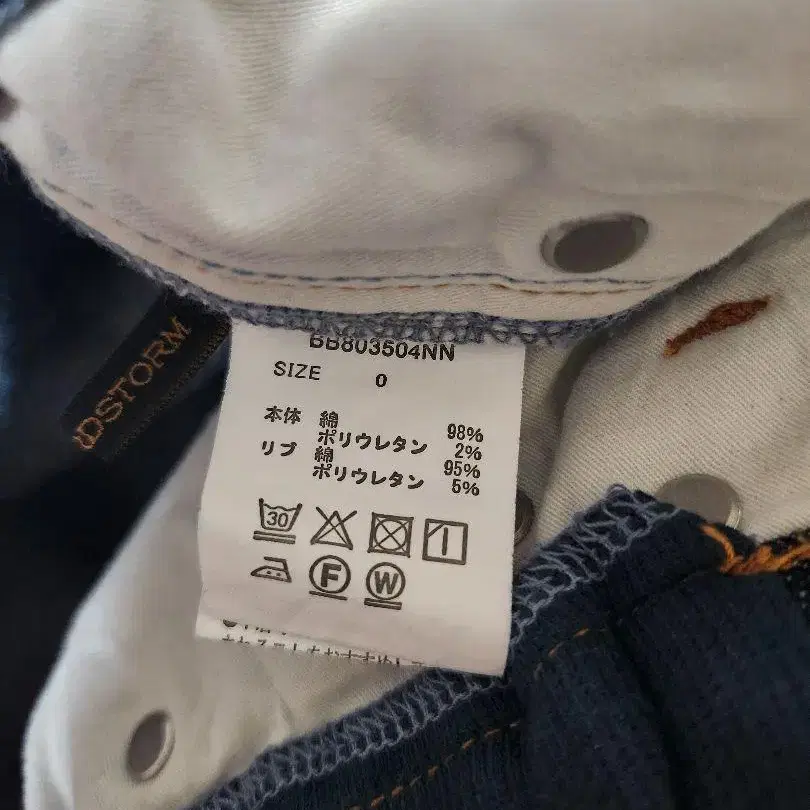 DSTORM
BB803504NN
SIZE 0
本体 綿 98%
ポリウレタン 2%
リブ 綿 95%
ポリウレタン 5%
30
F W